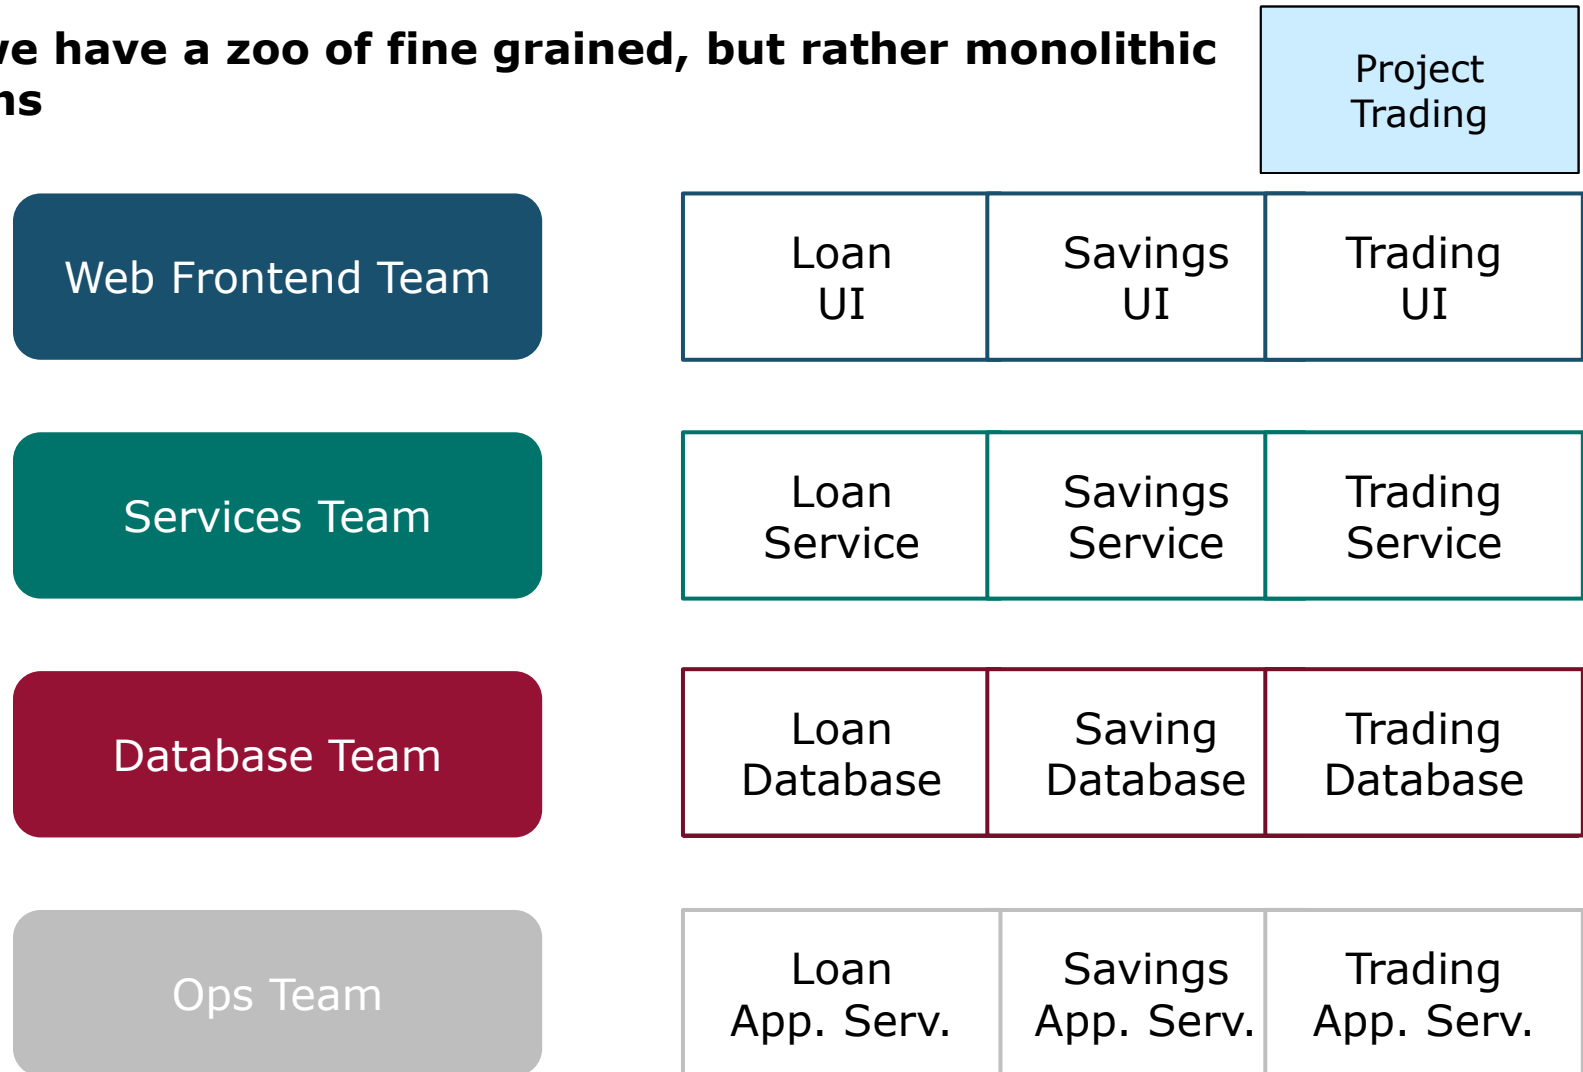 we have a zoo of fine grained, but rather monolithic
Project
Trading
Web Frontend Team
Loan
UI
Savings
UI
Trading
UI
Services Team
Loan
Service
Savings
Service
Trading
Service
Database Team
Loan
Database
Saving
Database
Trading
Database
Ops Team
Loan
App. Serv.
Savings
App. Serv.
Trading
App. Serv.